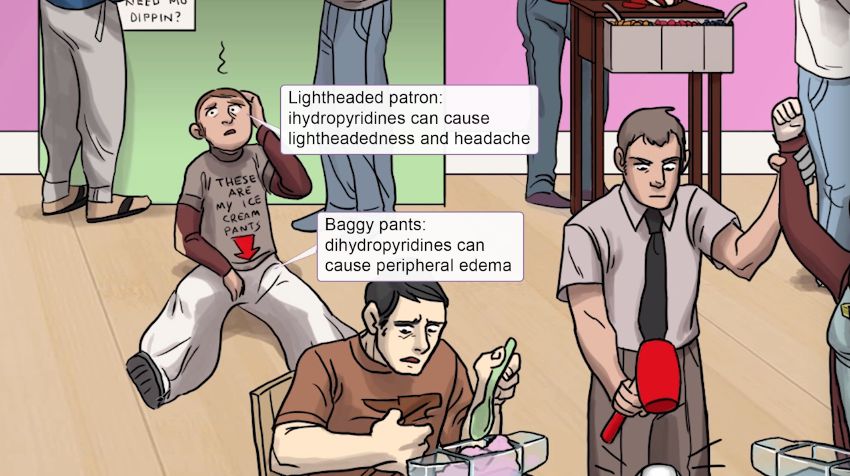 NEED MO
DIPPIN?
Lightheaded patron:
ihydropyridines can cause
lightheadedness and headache
THESE
ARE
MY ICE
CREAM
PANTS
Baggy pants:
dihydropyridines can
cause peripheral edema